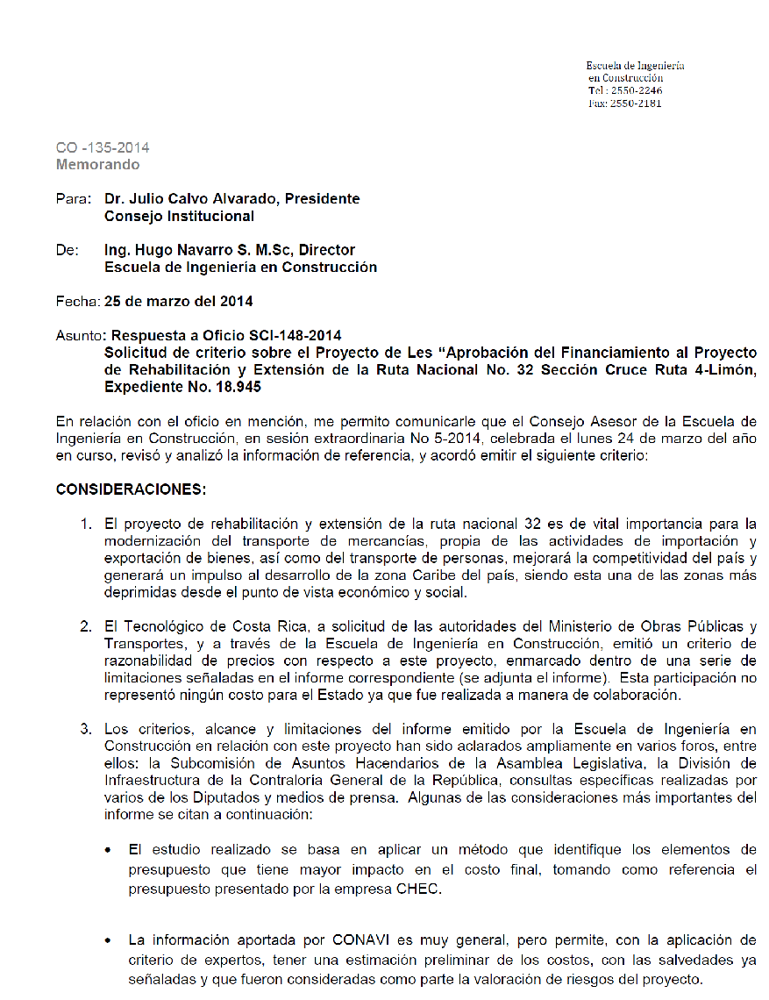 Escuela de Ingeniería
en Construcción
Tel : 2550-2246
Fax: 2550-2181
CO -135-2014
Memorando
Para: Dr. Julio Calvo Alvarado, Presidente
Consejo Institucional
De: Ing. Hugo Navarro S. M.Sc, Director
Escuela de Ingeniería en Construcción
Fecha: 25 de marzo del 2014
Asunto: Respuesta a Oficio SCI-148-2014
Solicitud de criterio sobre el Proyecto de Les “Aprobación del Financiamiento al Proyecto
de Rehabilitación y Extensión de la Ruta Nacional No. 32 Sección Cruce Ruta 4-Limón,
Expediente No. 18.945
En relación con el oficio en mención, me permito comunicarle que el Consejo Asesor de la Escuela de
Ingeniería en Construcción, en sesión extraordinaria No 5-2014, celebrada el lunes 24 de marzo del año
en curso, revisó y analizó la información de referencia, y acordó emitir el siguiente criterio:
CONSIDERACIONES:
1. El proyecto de rehabilitación y extensión de la ruta nacional 32 es de vital importancia para la
modernización del transporte de mercancías, propia de las actividades de importación y
exportación de bienes, así como del transporte de personas, mejorará la competitividad del país y
generará un impulso al desarrollo de la zona Caribe del país, siendo esta una de las zonas más
deprimidas desde el punto de vista económico y social.
2. El Tecnológico de Costa Rica, a solicitud de las autoridades del Ministerio de Obras Públicas y
Transportes, y a través de la Escuela de Ingeniería en Construcción, emitió un criterio de
razonabilidad de precios con respecto a este proyecto, enmarcado dentro de una serie de
limitaciones señaladas en el informe correspondiente (se adjunta el informe). Esta participación no
representó ningún costo para el Estado ya que fue realizada a manera de colaboración.
3. Los criterios, alcance y limitaciones del informe emitido por la Escuela de Ingeniería en
Construcción en relación con este proyecto han sido aclarados ampliamente en varios foros, entre
ellos: la Subcomisión de Asuntos Hacendarios de la Asamblea Legislativa, la División de
Infraestructura de la Contraloría General de la República, consultas específicas realizadas por
varios de los Diputados y medios de prensa. Algunas de las consideraciones más importantes del
informe se citan a continuación:
• El estudio realizado se basa en aplicar un método que identifique los elementos de
presupuesto que tiene mayor impacto en el costo final, tomando como referencia el
presupuesto presentado por la empresa CHEC.
• La información aportada por CONAVI es muy general, pero permite, con la aplicación de
criterio de expertos, tener una estimación preliminar de los costos, con las salvedades ya
señaladas y que fueron consideradas como parte la valoración de riesgos del proyecto.